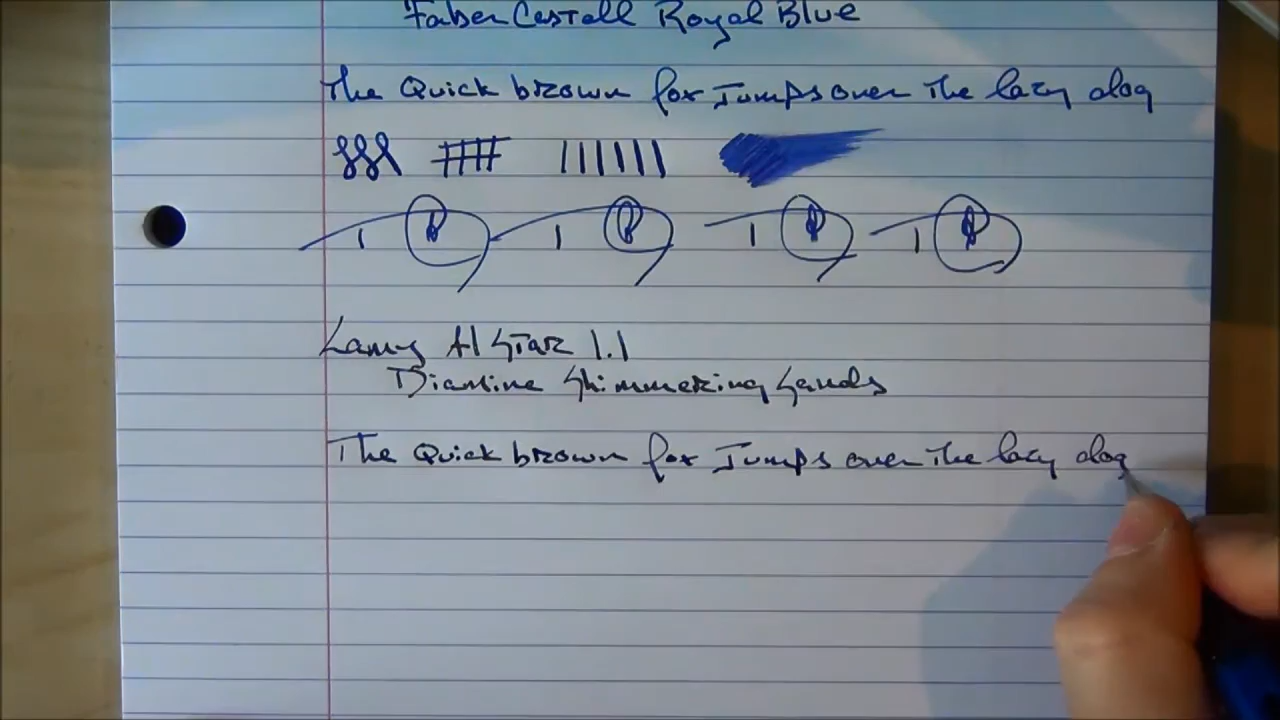 Faber Castell Royal Blue
The Quick brown fox Jumps over The lazy dog
Lamy Al Star 1.1
Diamine Shimmering Sands
The Quick brown fox Jumps over The lazy dog